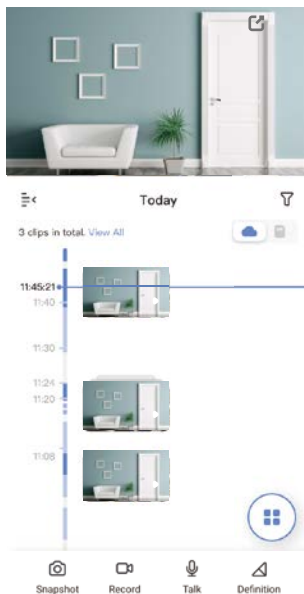 Today
3 clips in total. View All
11:45:21
11:40
11:30
11:24
11:20
11:08
Snapshot Record Talk Definition